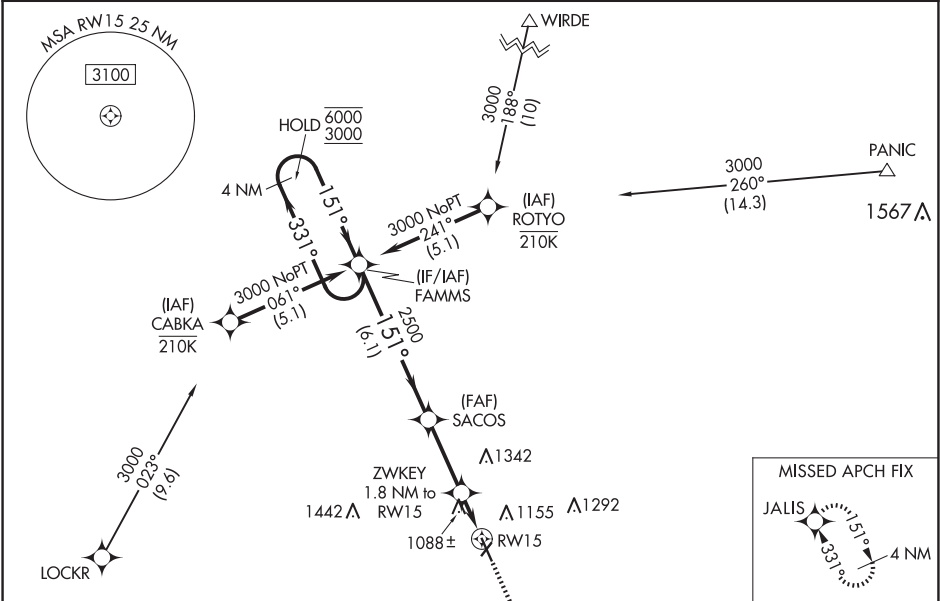 MSA RW15 25 NM
3100
WIRDE
3000
188°
(10)
HOLD
6000
3000
4 NM
151°
331°
PANIC
3000
260°
(14.3)
1567
(IAF)
ROTYO
210K
3000 NoPT
241°
(5.1)
(IF/IAF)
FAMMS
3000 NoPT
061°
(5.1)
(IAF)
CABKA
210K
2500
151°
(6.1)
(FAF)
SACOS
3000
023°
(9.6)
LOCKR
1342
ZWKEY
1.8 NM to
RW15
1442
1155
1292
1088±
RW15
MISSED APCH FIX
JALIS
151°
331°
4 NM